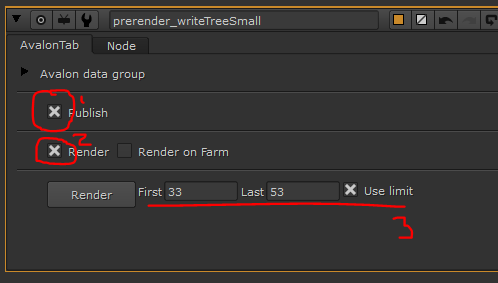 prerender_writeTreeSmall
AvalonTab Node
Avalon data group
1
Publish
2
Render Render on Farm
Render First 33 Last 53 Use limit
3